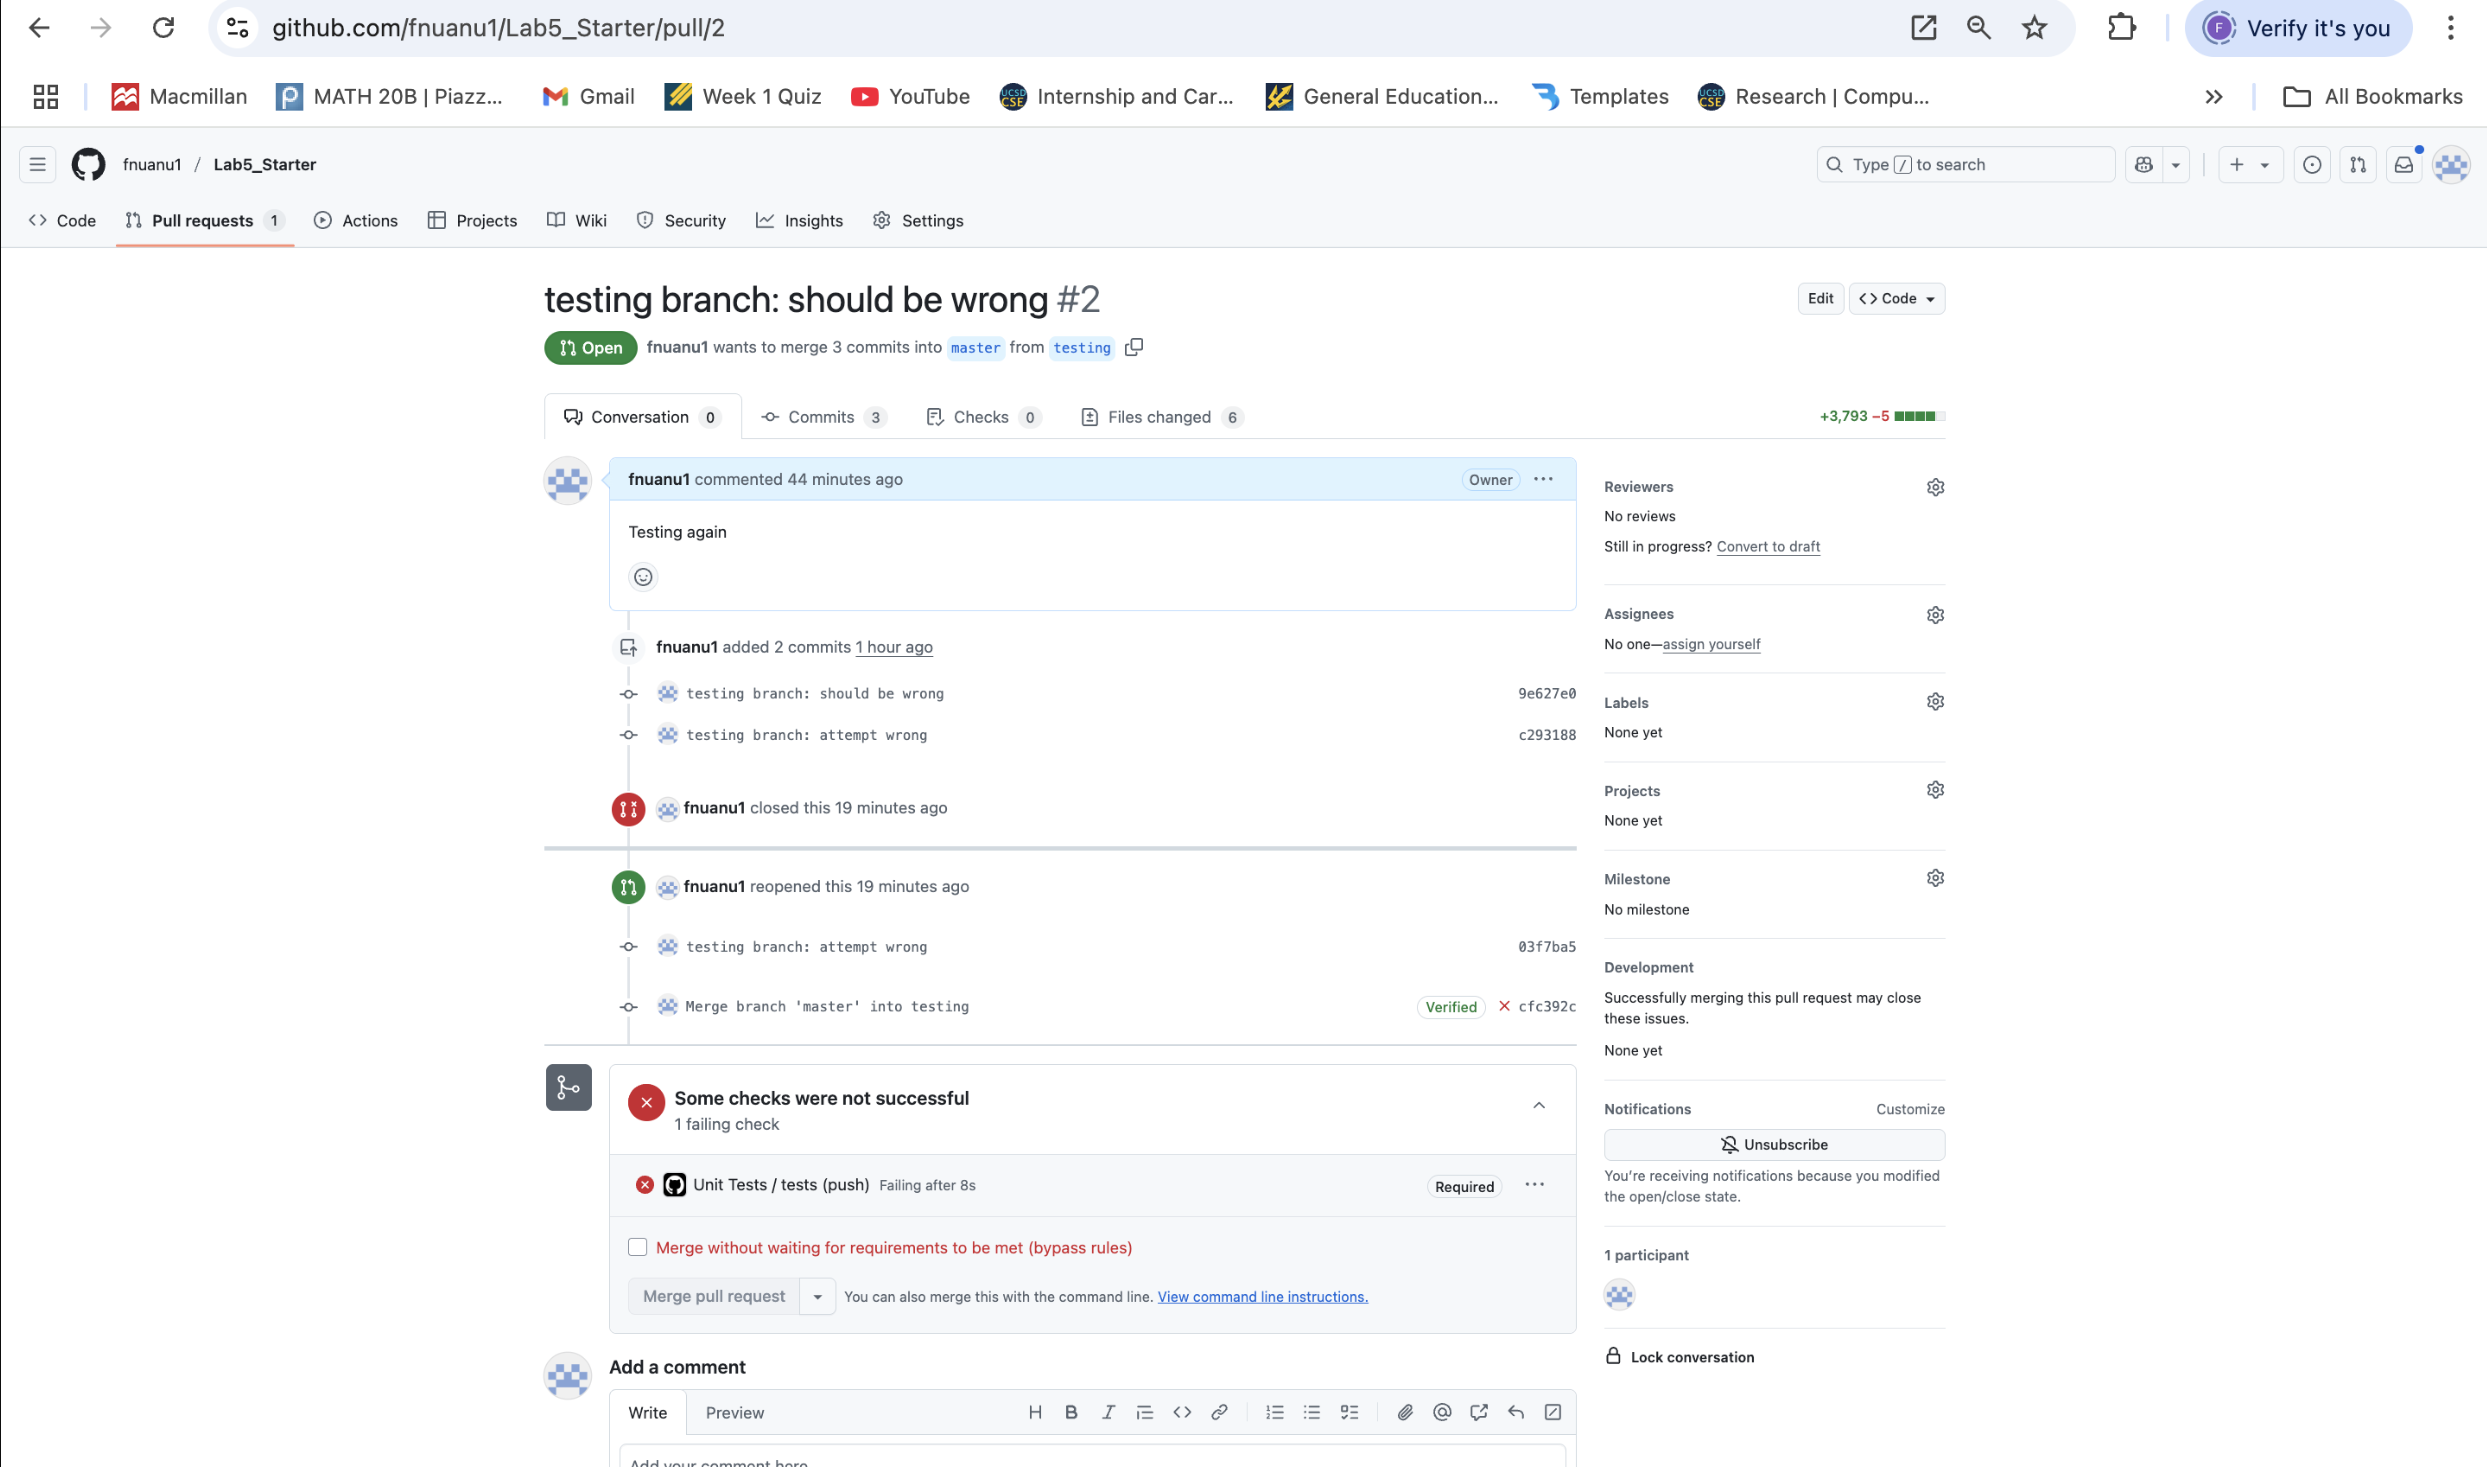 github.com/fnuanu1/Lab5_Starter/pull/2
F Verify it's you
Macmillan
MATH 20B | Piazz...
Gmail
Week 1 Quiz
YouTube
UCSD CSE Internship and Car...
General Education...
Templates
UCSD CSE Research | Compu...
All Bookmarks
fnuanu1 / Lab5_Starter
Type / to search
Code
Pull requests 1
Actions
Projects
Wiki
Security
Insights
Settings
testing branch: should be wrong #2
Edit
Code
Open fnuanu1 wants to merge 3 commits into master from testing
Conversation 0
Commits 3
Checks 0
Files changed 6
+3,793 −5
fnuanu1 commented 44 minutes ago
Owner
Testing again
fnuanu1 added 2 commits 1 hour ago
testing branch: should be wrong 9e627e0
testing branch: attempt wrong c293188
fnuanu1 closed this 19 minutes ago
fnuanu1 reopened this 19 minutes ago
testing branch: attempt wrong 03f7ba5
Merge branch 'master' into testing Verified cfc392c
Some checks were not successful
1 failing check
Unit Tests / tests (push) Failing after 8s Required
Merge without waiting for requirements to be met (bypass rules)
Merge pull request You can also merge this with the command line. View command line instructions.
Add a comment
Write
Preview
Add your comment here
Reviewers
No reviews
Still in progress? Convert to draft
Assignees
No one—assign yourself
Labels
None yet
Projects
None yet
Milestone
No milestone
Development
Successfully merging this pull request may close
these issues.
None yet
Notifications Customize
Unsubscribe
You're receiving notifications because you modified
the open/close state.
1 participant
Lock conversation